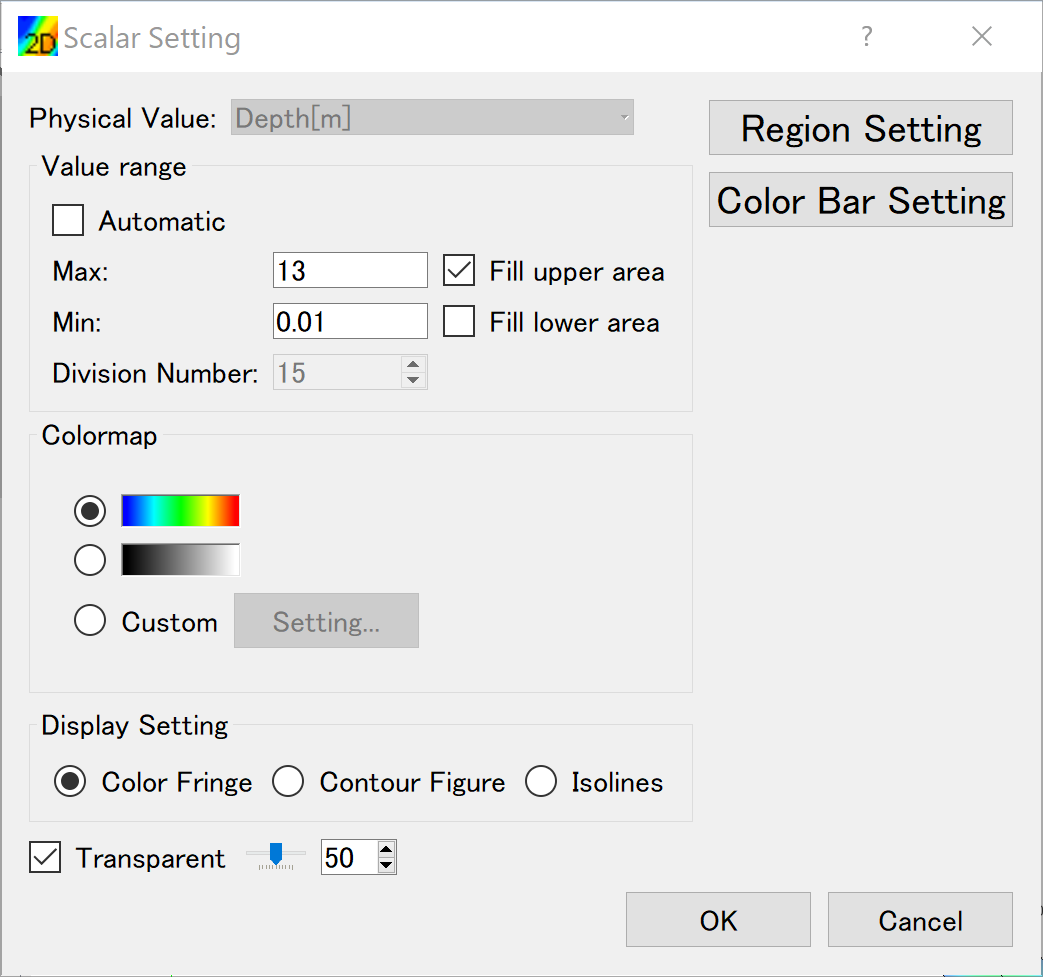 2D Scalar Setting ?
Physical Value: Depth[m]
Region Setting
Color Bar Setting
Value range
Automatic
Max: 13 Fill upper area
Min: 0.01 Fill lower area
Division Number: 15
Colormap
Custom Setting...
Display Setting
Color Fringe Contour Figure Isolines
Transparent 50
OK Cancel